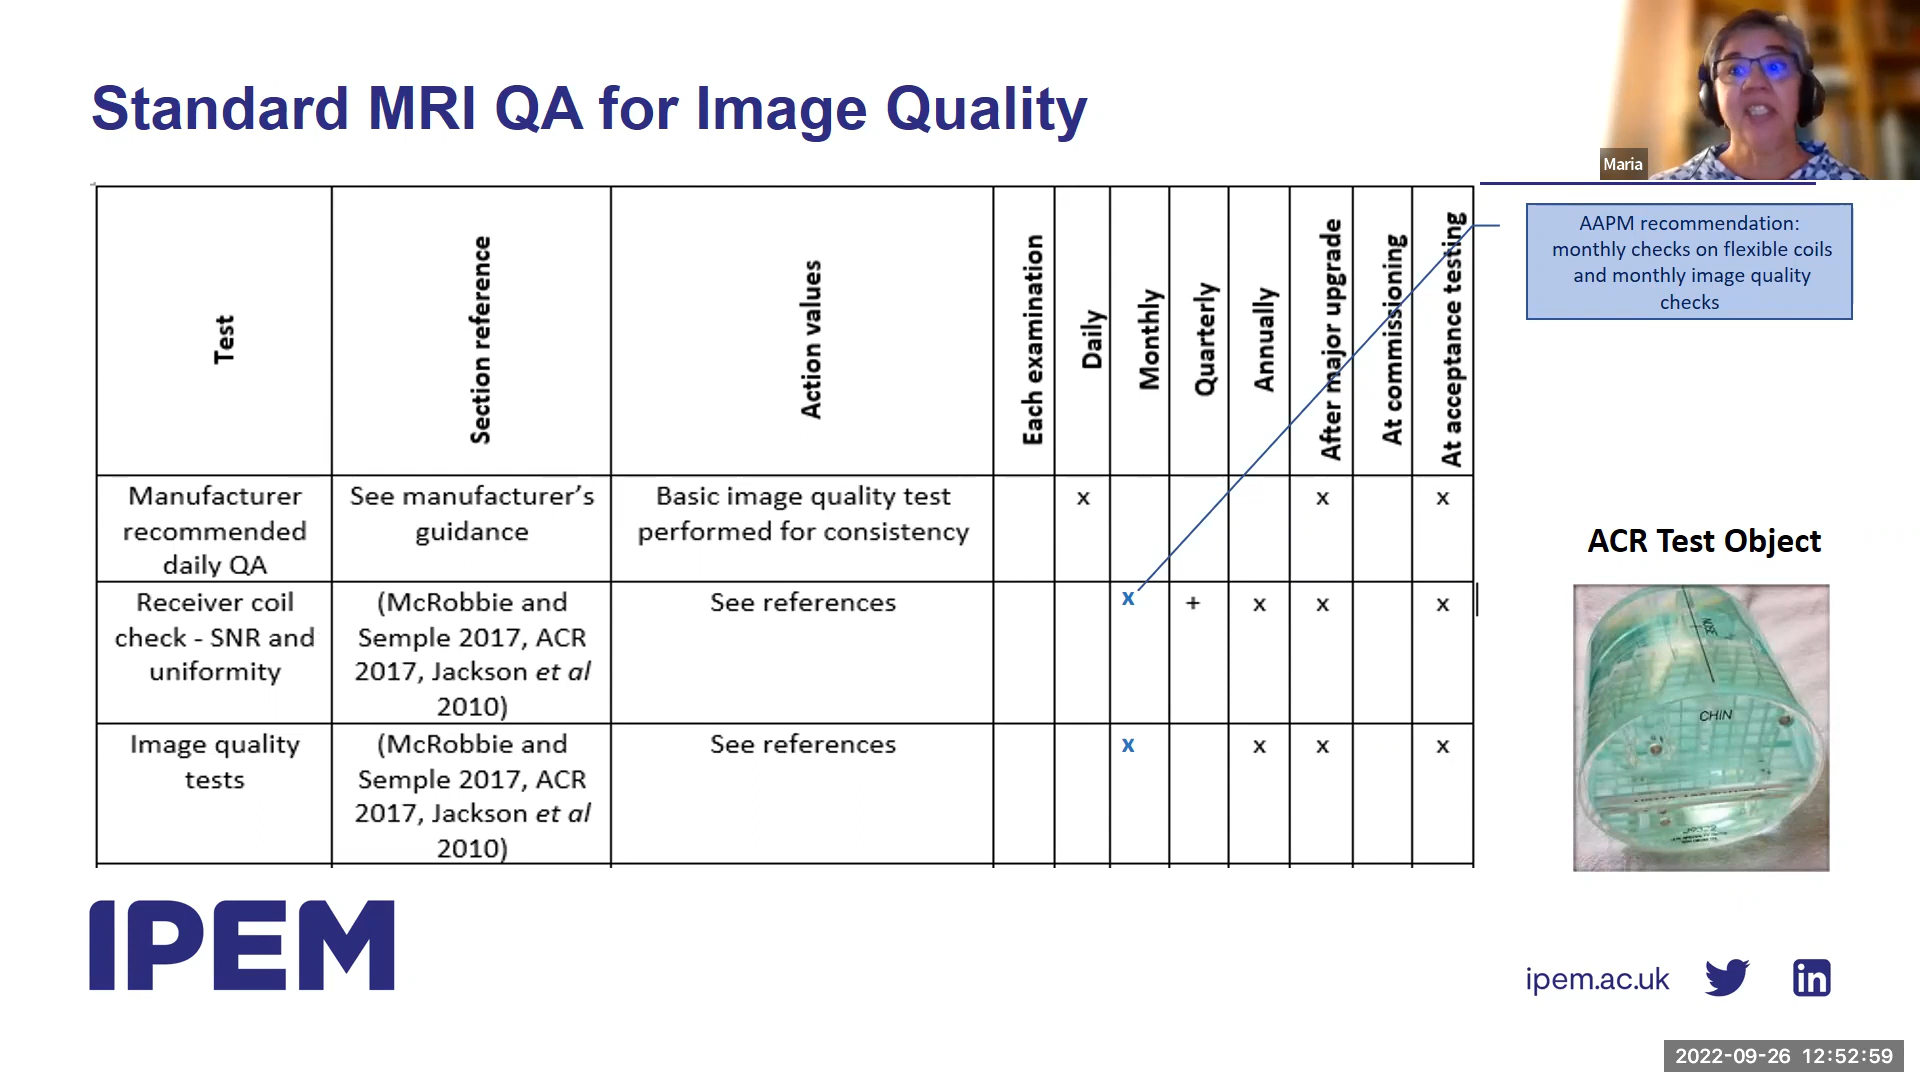 Standard MRI QA for Image Quality
Maria
AAPM recommendation:
monthly checks on flexible coils
and monthly image quality
checks
Test
Section reference
Action values
Each examination
Daily
Monthly
Quarterly
Annually
After major upgrade
At commissioning
At acceptance testing
Manufacturer
recommended
daily QA
See manufacturer’s
guidance
Basic image quality test
performed for consistency
x
x
x
Receiver coil
check - SNR and
uniformity
(McRobbie and
Semple 2017, ACR
2017, Jackson et al
2010)
See references
x
+
x
x
x
Image quality
tests
(McRobbie and
Semple 2017, ACR
2017, Jackson et al
2010)
See references
x
x
x
x
ACR Test Object
NOSE
CHIN
IPEM
ipem.ac.uk
in
2022-09-26 12:52:59